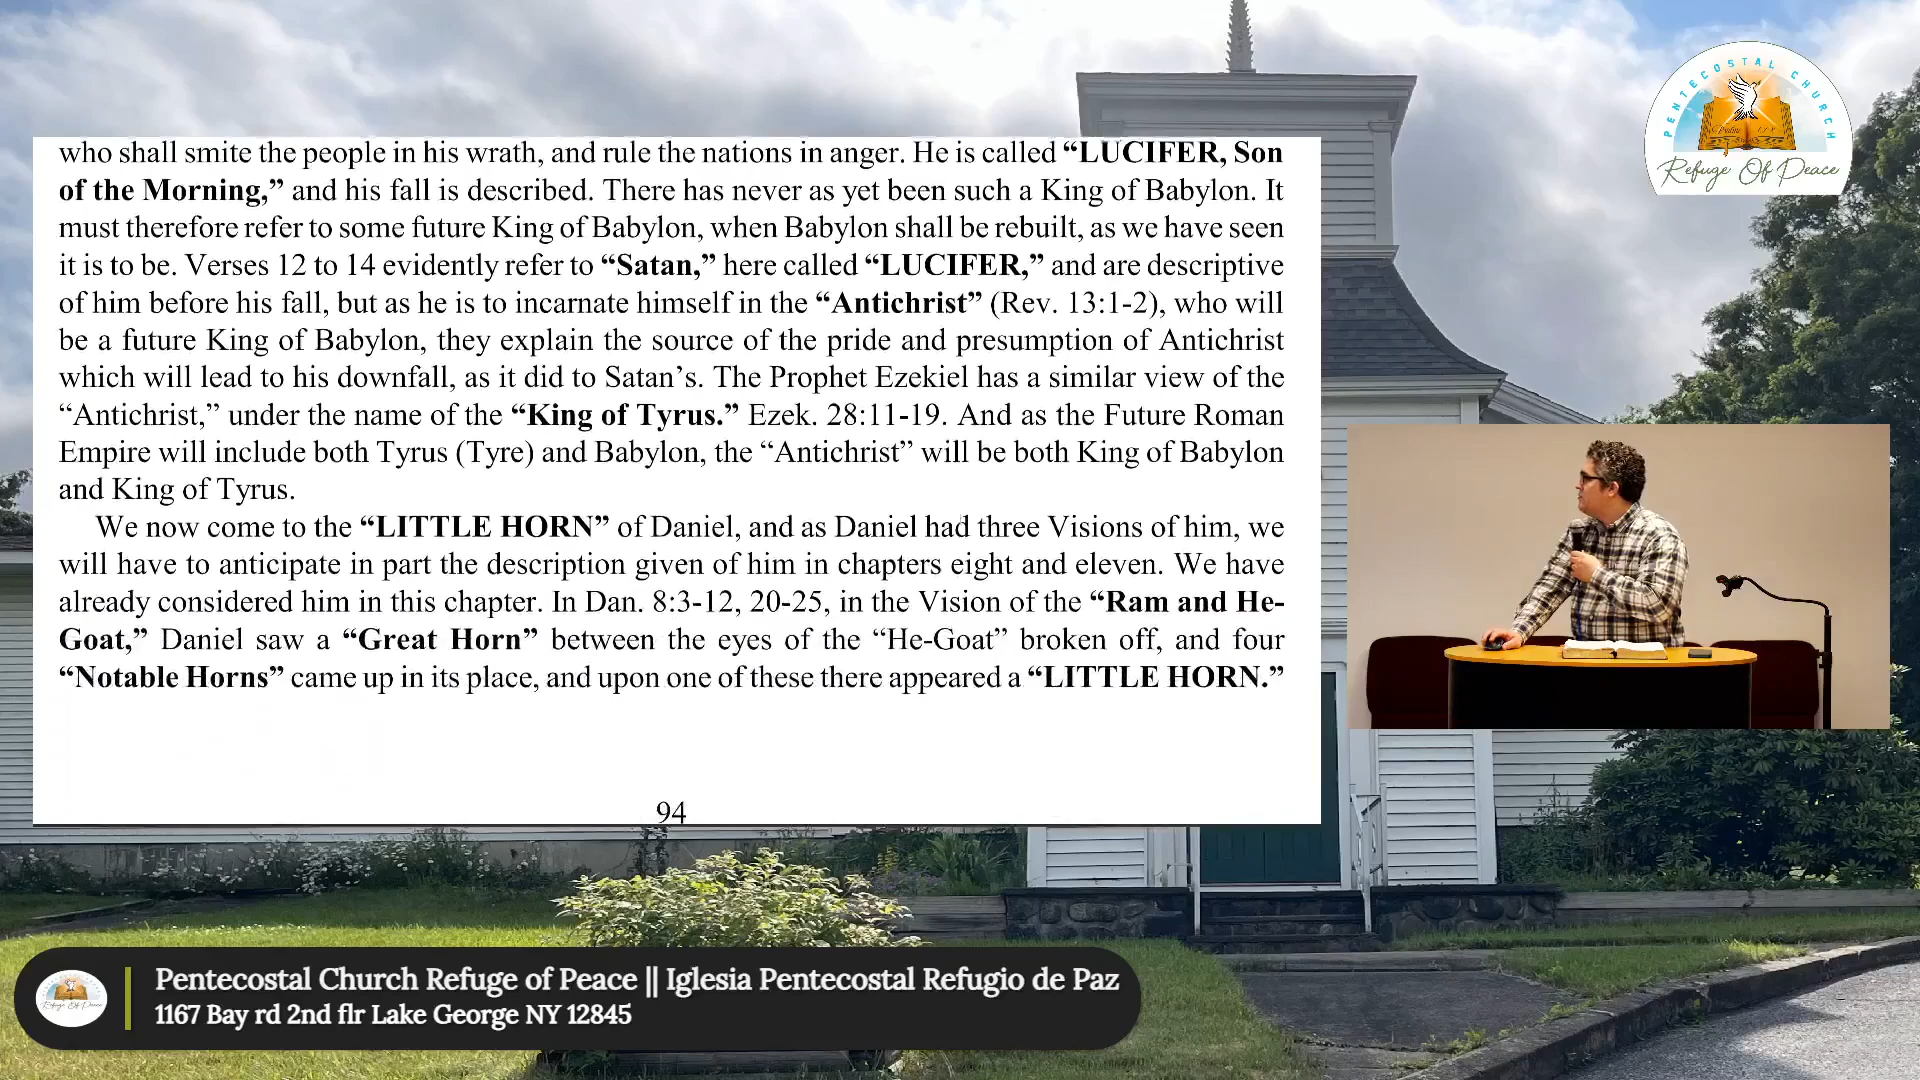 PENTECOSTAL CHURCH
Refuge Of Peace
who shall smite the people in his wrath, and rule the nations in anger. He is called “LUCIFER, Son
of the Morning,” and his fall is described. There has never as yet been such a King of Babylon. It
must therefore refer to some future King of Babylon, when Babylon shall be rebuilt, as we have seen
it is to be. Verses 12 to 14 evidently refer to “Satan,” here called “LUCIFER,” and are descriptive
of him before his fall, but as he is to incarnate himself in the “Antichrist” (Rev. 13:1-2), who will
be a future King of Babylon, they explain the source of the pride and presumption of Antichrist
which will lead to his downfall, as it did to Satan’s. The Prophet Ezekiel has a similar view of the
“Antichrist,” under the name of the “King of Tyrus.” Ezek. 28:11-19. And as the Future Roman
Empire will include both Tyrus (Tyre) and Babylon, the “Antichrist” will be both King of Babylon
and King of Tyrus.
We now come to the “LITTLE HORN” of Daniel, and as Daniel had three Visions of him, we
will have to anticipate in part the description given of him in chapters eight and eleven. We have
already considered him in this chapter. In Dan. 8:3-12, 20-25, in the Vision of the “Ram and He-
Goat,” Daniel saw a “Great Horn” between the eyes of the “He-Goat” broken off, and four
“Notable Horns” came up in its place, and upon one of these there appeared a “LITTLE HORN.”
94
Pentecostal Church Refuge of Peace || Iglesia Pentecostal Refugio de Paz
1167 Bay rd 2nd flr Lake George NY 12845